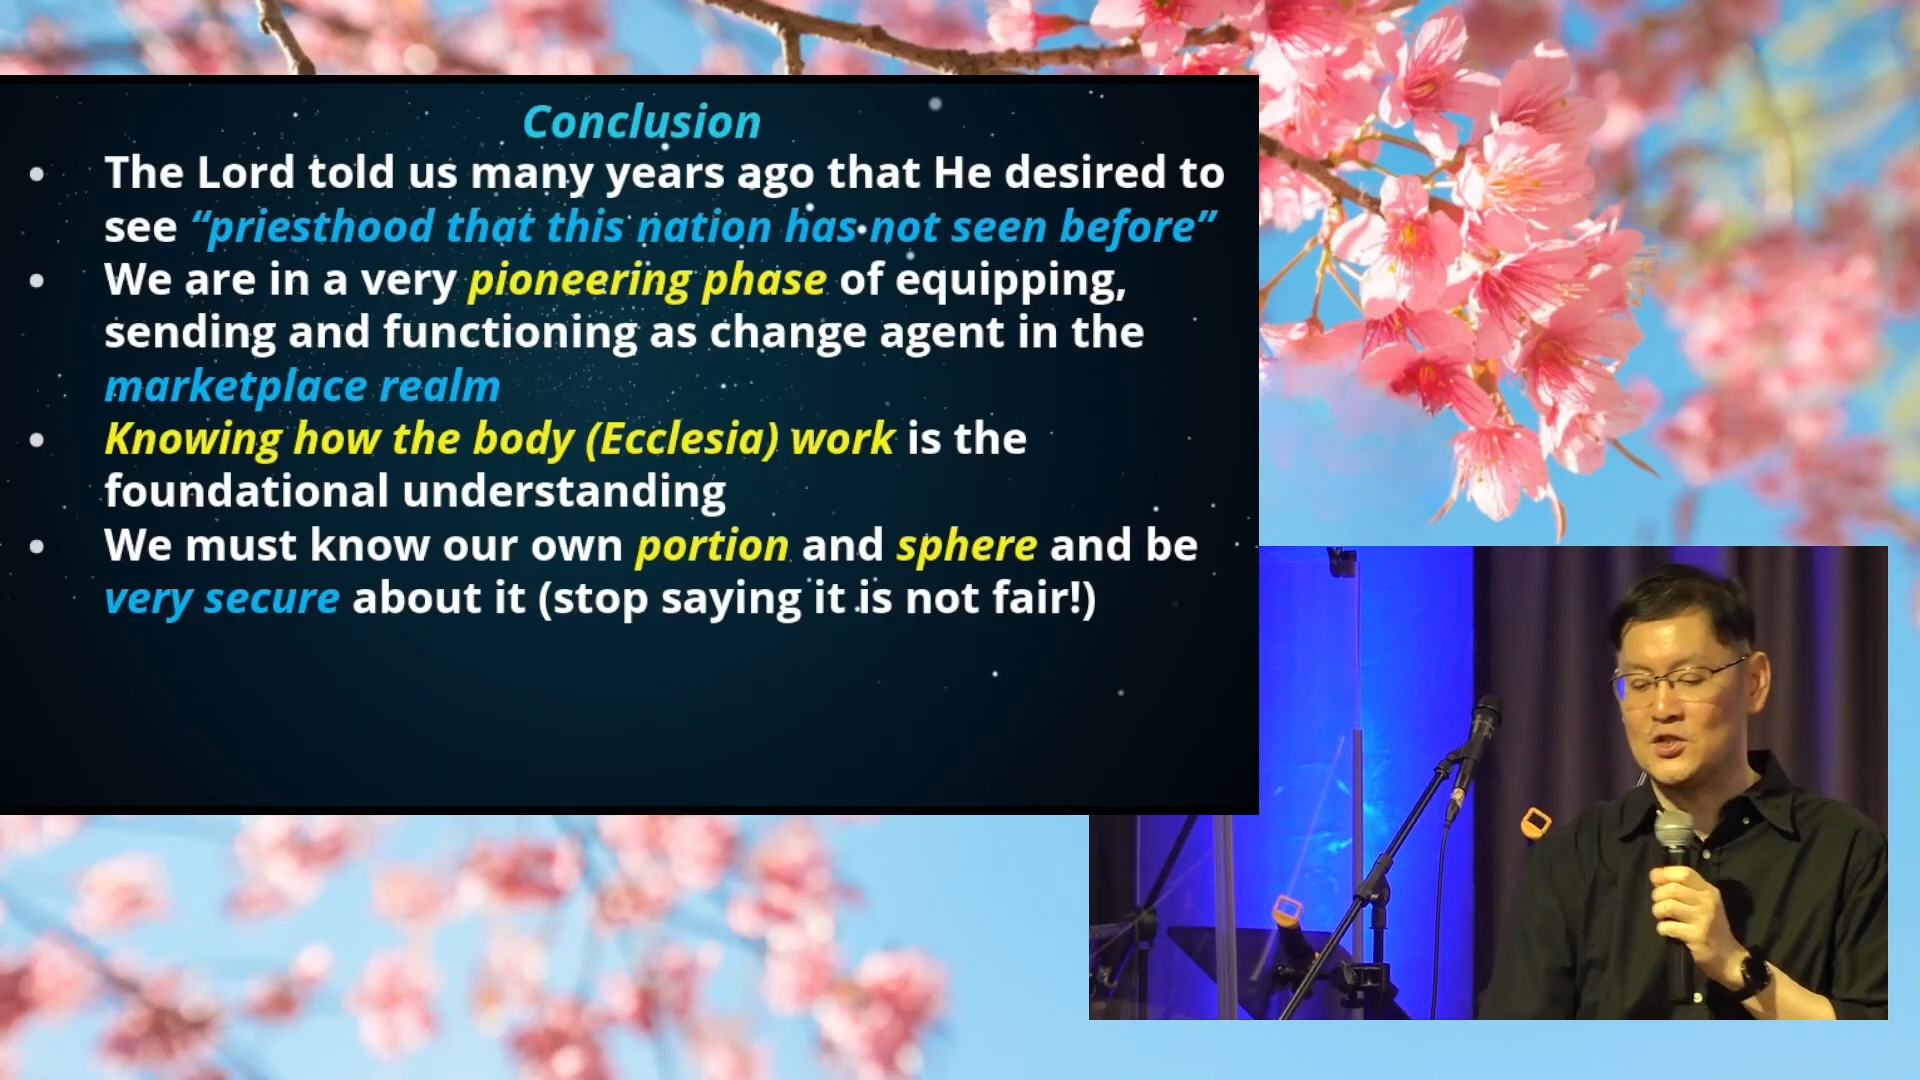 Conclusion
The Lord told us many years ago that He desired to
see “priesthood that this nation has not seen before”
We are in a very pioneering phase of equipping,
sending and functioning as change agent in the
marketplace realm
Knowing how the body (Ecclesia) work is the
foundational understanding
We must know our own portion and sphere and be
very secure about it (stop saying it is not fair!)